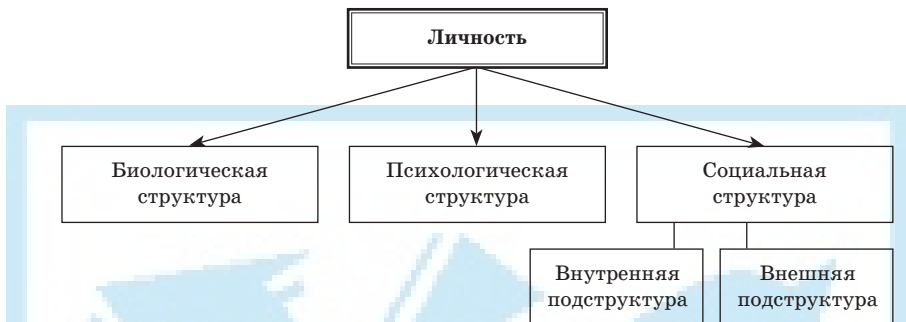 Личность
Биологическая
структура
Психологическая
структура
Социальная
структура
Внутренняя
подструктура
Внешняя
подструктура